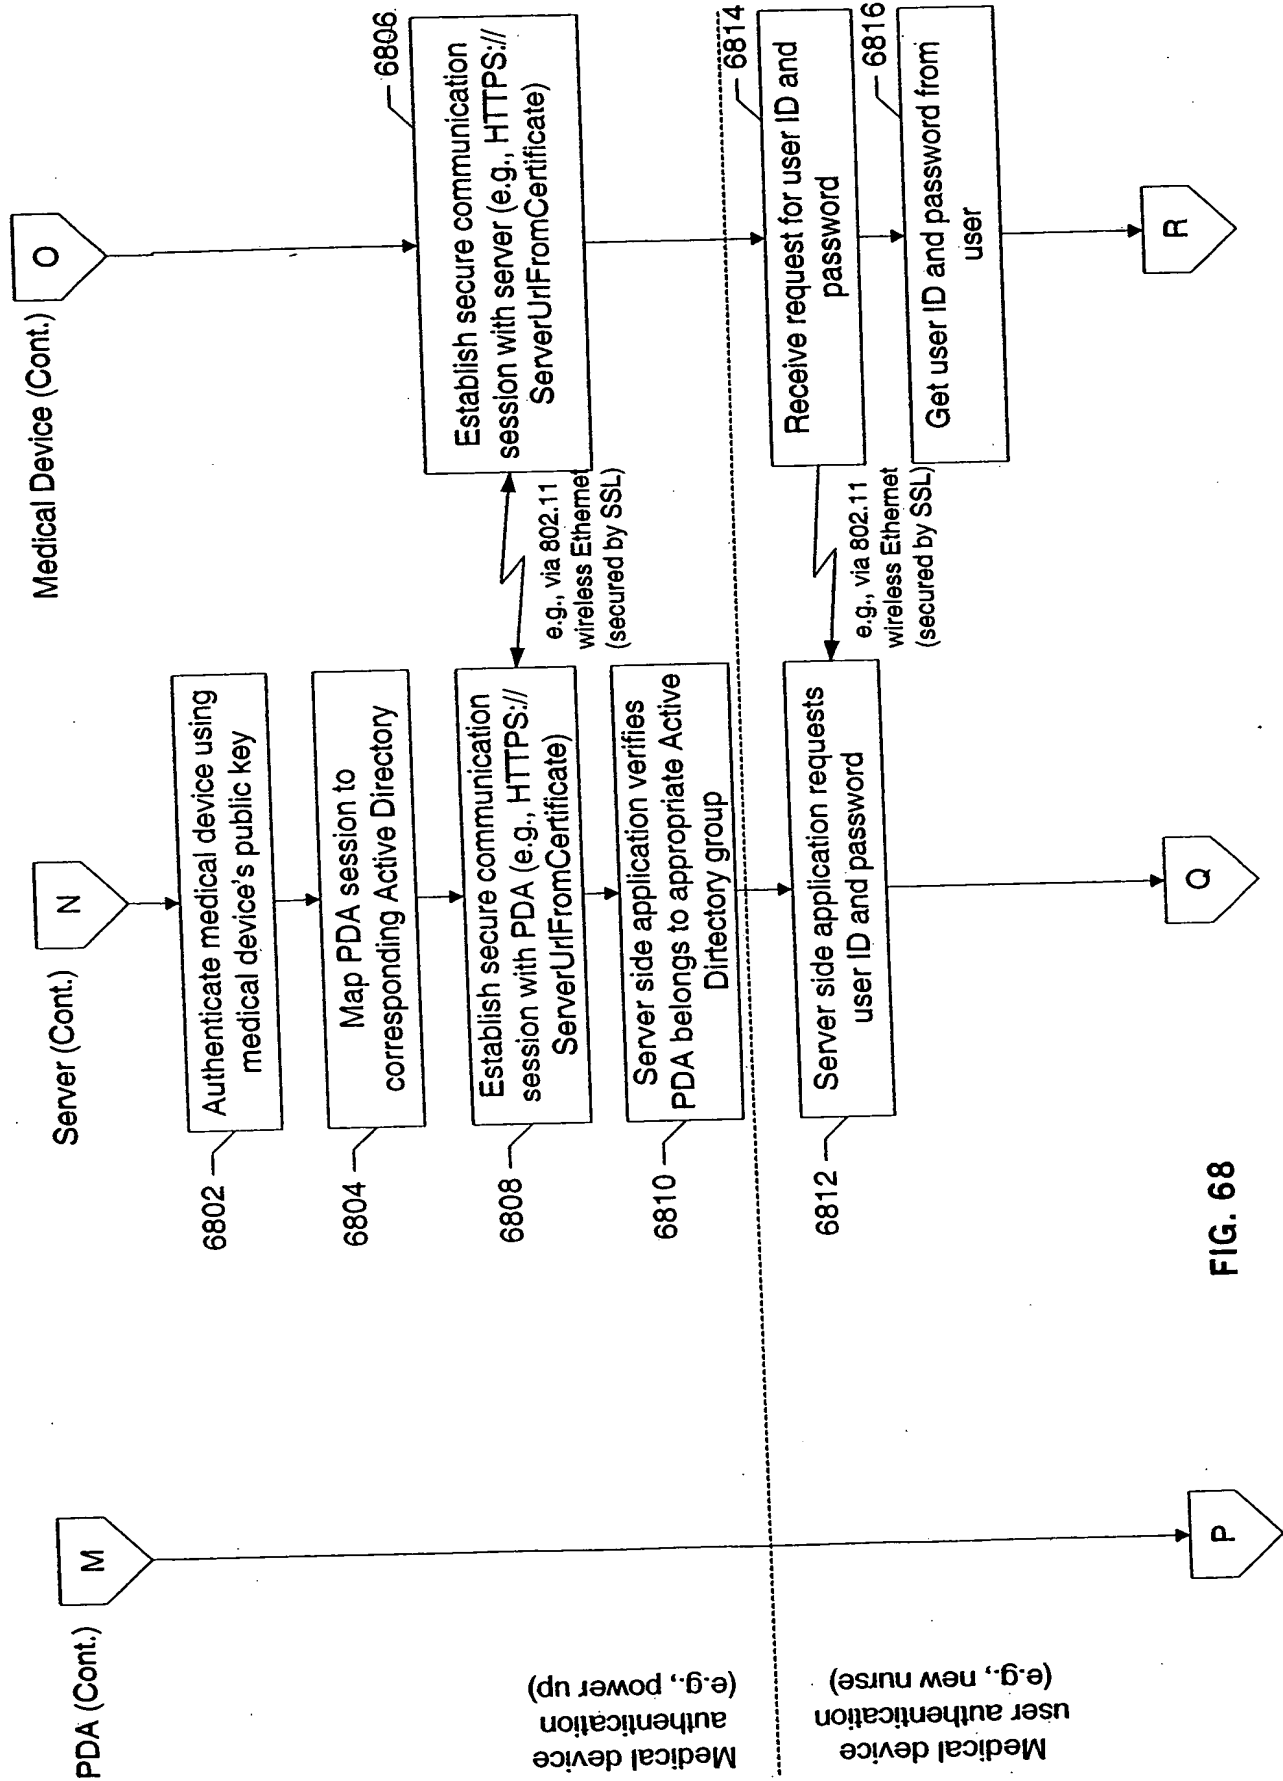 PDA (Cont.)
M
Server (Cont.)
N
Medical Device (Cont.)
O
6802
Authenticate medical device using
medical device's public key
6804
Map PDA session to
corresponding Active Directory
6808
Establish secure communication
session with PDA (e.g., HTTPS://
ServerUrlFromCertificate)
e.g., via 802.11
wireless Ethernet
(secured by SSL)
6806
Establish secure communication
session with server (e.g., HTTPS://
ServerUrlFromCertificate)
6810
Server side application verifies
PDA belongs to appropriate Active
Dirtectory group
Medical device
authentication
(e.g., power up)
Medical device
user authentication
(e.g., new nurse)
6812
Server side application requests
user ID and password
e.g., via 802.11
wireless Ethernet
(secured by SSL)
6814
Receive request for user ID and
password
6816
Get user ID and password from
user
P
Q
R
FIG. 68